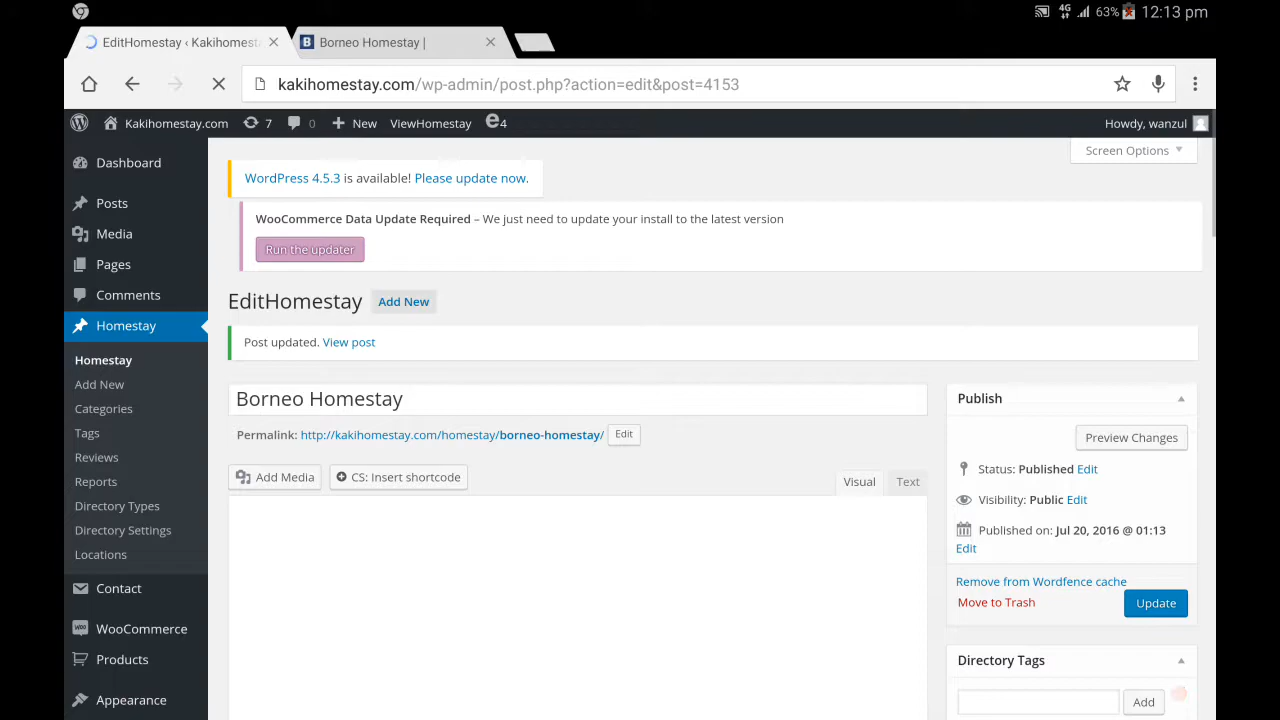 63% 12:13 pm
EditHomestay ‹ Kakihomest
Borneo Homestay |
kakihomestay.com/wp-admin/post.php?action=edit&post=4153
Kakihomestay.com 7 0 New ViewHomestay 4 Howdy, wanzul
Screen Options
Dashboard
Posts
Media
Pages
Comments
Homestay
Homestay
Add New
Categories
Tags
Reviews
Reports
Directory Types
Directory Settings
Locations
Contact
WooCommerce
Products
Appearance
WordPress 4.5.3 is available! Please update now.
WooCommerce Data Update Required – We just need to update your install to the latest version
Run the updater
EditHomestay Add New
Post updated. View post
Borneo Homestay
Permalink: http://kakihomestay.com/homestay/borneo-homestay/ Edit
Add Media CS: Insert shortcode
Visual Text
Publish
Preview Changes
Status: Published Edit
Visibility: Public Edit
Published on: Jul 20, 2016 @ 01:13
Edit
Remove from Wordfence cache
Move to Trash
Update
Directory Tags
Add